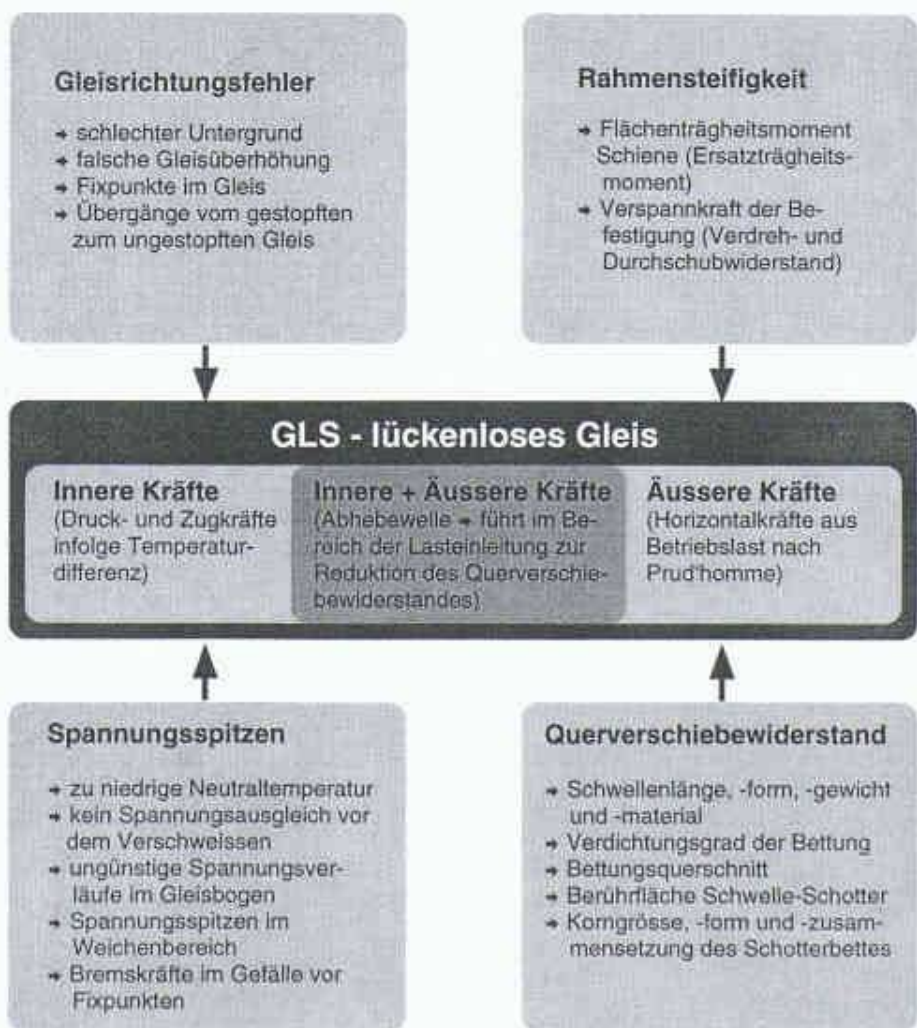 Gleisrichtungsfehler
➜ schlechter Untergrund
➜ falsche Gleisüberhöhung
➜ Fixpunkte im Gleis
➜ Übergänge vom gestopften
zum ungestopften Gleis
Rahmensteifigkeit
➜ Flächenträgheitsmoment
Schiene (Ersatzträgheits-
moment)
➜ Verspannkraft der Be-
festigung (Verdreh- und
Durchschubwiderstand)
GLS - lückenloses Gleis
Innere Kräfte
(Druck- und Zugkräfte
infolge Temperatur-
differenz)
Innere + Äussere Kräfte
(Abhebewelle ➜ führt im Be-
reich der Lasteinleitung zur
Reduktion des Querverschie-
bewiderstandes)
Äussere Kräfte
(Horizontalkräfte aus
Betriebslast nach
Prud'homme)
Spannungsspitzen
➜ zu niedrige Neutraltemperatur
➜ kein Spannungsausgleich vor
dem Verschweissen
➜ ungünstige Spannungsver-
läufe im Gleisbogen
➜ Spannungsspitzen im
Weichenbereich
➜ Bremskräfte im Gefälle vor
Fixpunkten
Querverschiebewiderstand
➜ Schwellenlänge, -form, -gewicht
und -material
➜ Verdichtungsgrad der Bettung
➜ Bettungsquerschnitt
➜ Berührfläche Schwelle-Schotter
➜ Korngrösse, -form und -zusam-
mensetzung des Schotterbettes